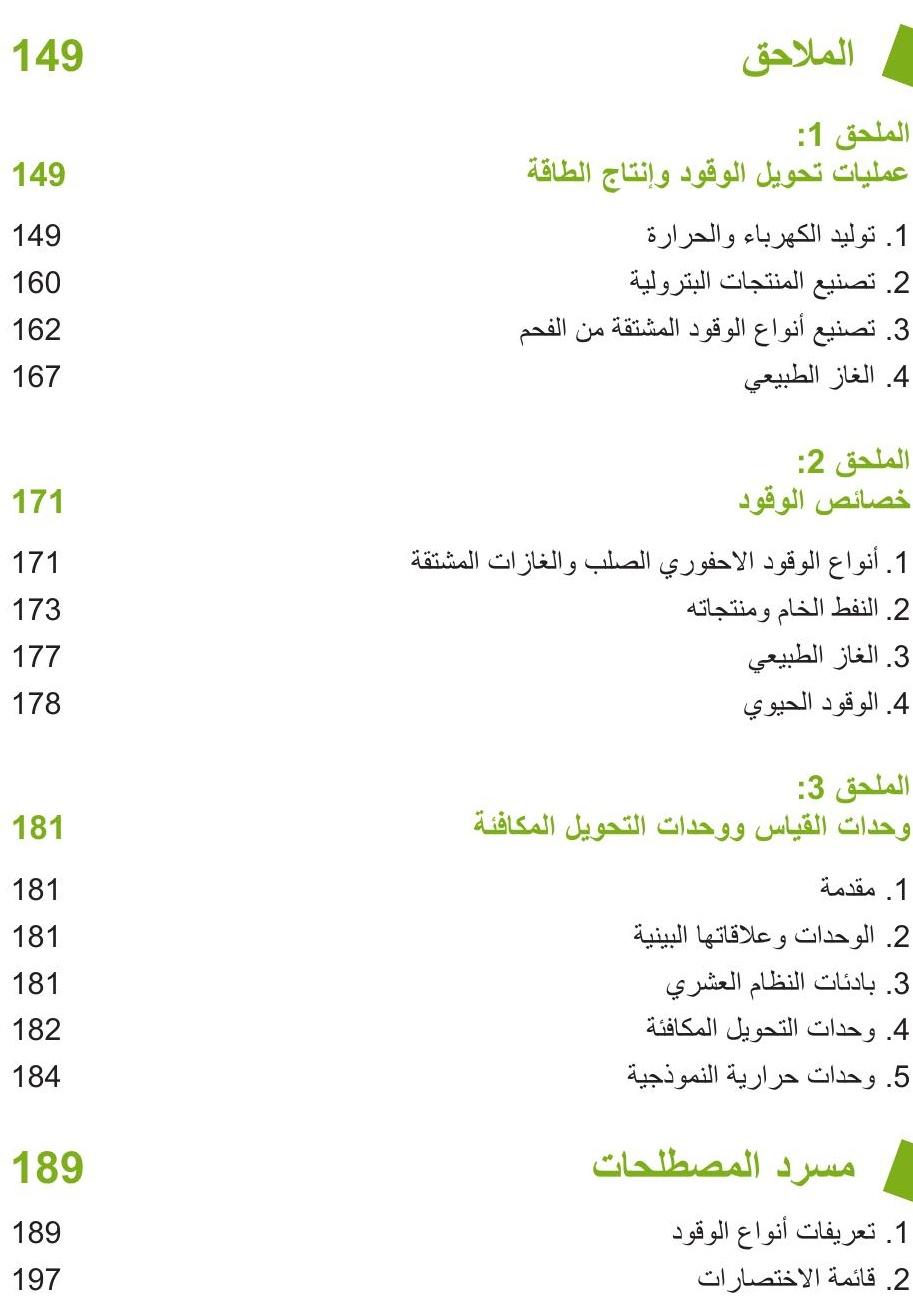 الملاحق 149
الملحق 1:
عمليات تحويل الوقود وإنتاج الطاقة 149
1. توليد الكهرباء والحرارة 149
2. تصنيع المنتجات البترولية 160
3. تصنيع أنواع الوقود المشتقة من الفحم 162
4. الغاز الطبيعي 167
الملحق 2:
خصائص الوقود 171
1. أنواع الوقود الاحفوري الصلب والغازات المشتقة 171
2. النفط الخام ومنتجاته 173
3. الغاز الطبيعي 177
4. الوقود الحيوي 178
الملحق 3:
وحدات القياس ووحدات التحويل المكافئة 181
1. مقدمة 181
2. الوحدات وعلاقاتها البينية 181
3. بادئات النظام العشري 181
4. وحدات التحويل المكافئة 182
5. وحدات حرارية النموذجية 184
مسرد المصطلحات 189
1. تعريفات أنواع الوقود 189
2. قائمة الاختصارات 197